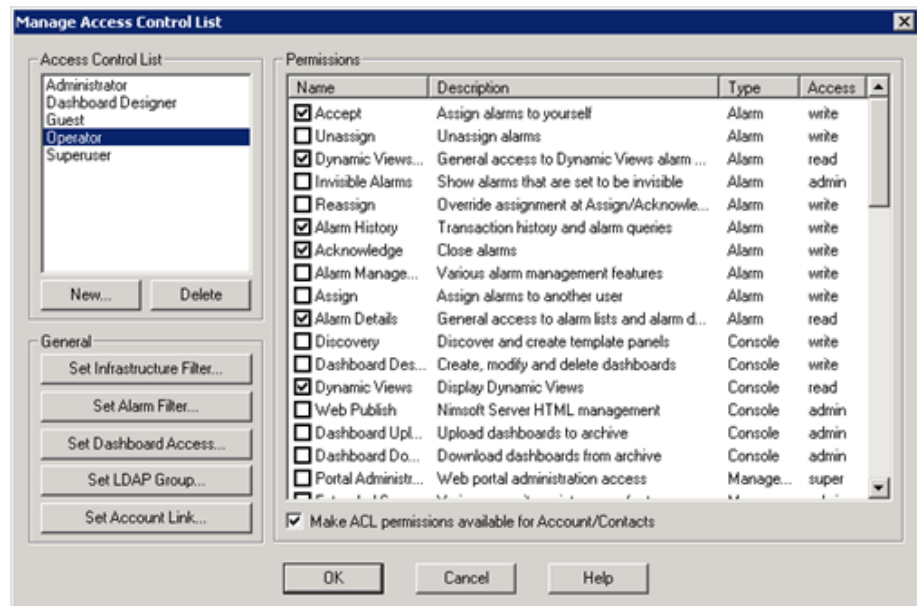 Manage Access Control List
Access Control List
Administrator
Dashboard Designer
Guest
Operator
Superuser
New...
Delete
General
Set Infrastructure Filter...
Set Alarm Filter...
Set Dashboard Access...
Set LDAP Group...
Set Account Link...
Permissions
Name Description Type Access
Accept Assign alarms to yourself Alarm write
Unassign Unassign alarms Alarm write
Dynamic Views... General access to Dynamic Views alarm ... Alarm read
Invisible Alarms Show alarms that are set to be invisible Alarm admin
Reassign Override assignment at Assign/Acknowle... Alarm write
Alarm History Transaction history and alarm queries Alarm write
Acknowledge Close alarms Alarm write
Alarm Manage... Various alarm management features Alarm write
Assign Assign alarms to another user Alarm write
Alarm Details General access to alarm lists and alarm d... Alarm read
Discovery Discover and create template panels Console write
Dashboard Des... Create, modify and delete dashboards Console write
Dynamic Views Display Dynamic Views Console read
Web Publish Nimsoft Server HTML management Console admin
Dashboard Upl... Upload dashboards to archive Console admin
Dashboard Do... Download dashboards from archive Console admin
Portal Administr... Web portal administration access Manage... super
Make ACL permissions available for Account/Contacts
OK
Cancel
Help